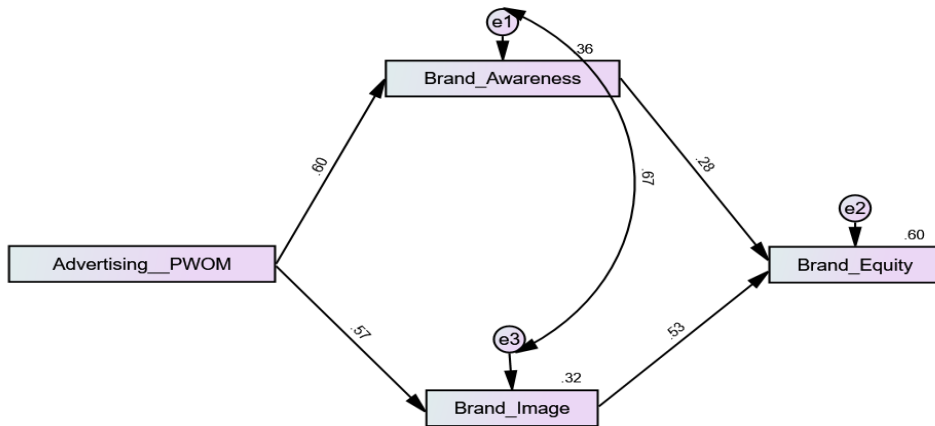 e1
.36
Brand_Awareness
.60
.28
.67
e2
.60
Advertising__PWOM
Brand_Equity
.57
e3
.53
.32
Brand_Image